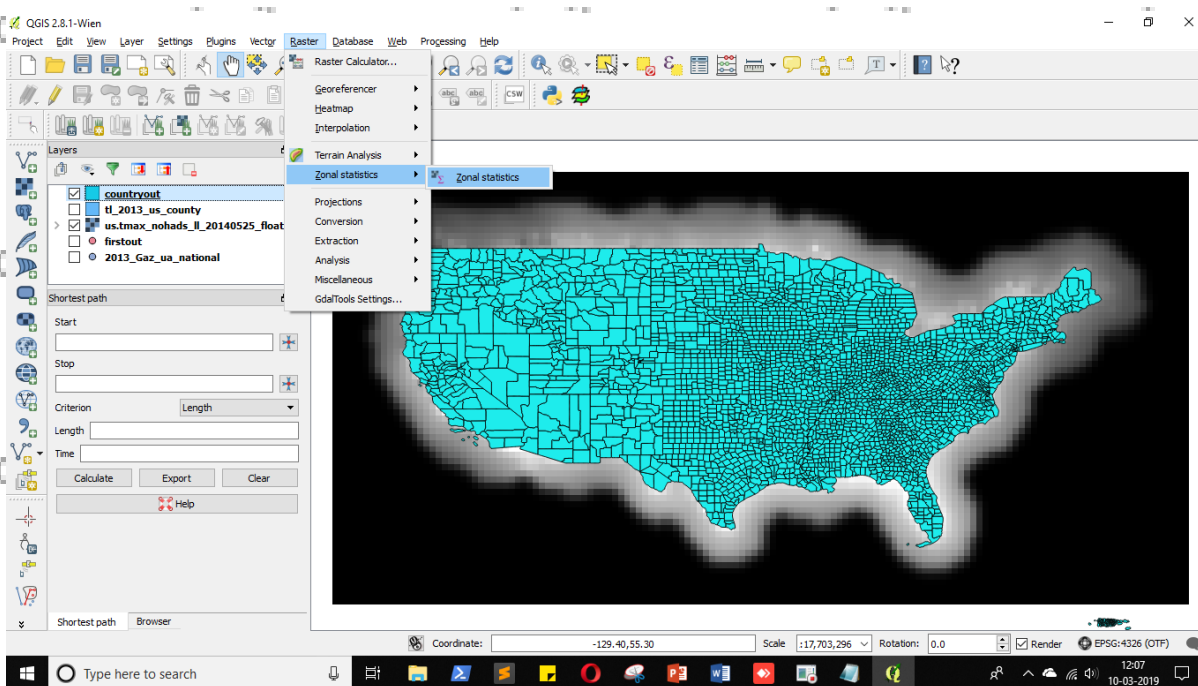 QGIS 2.8.1-Wien
Project Edit View Layer Settings Plugins Vector Raster Database Web Processing Help
Raster Calculator...
Georeferencer
Heatmap
Interpolation
Terrain Analysis
Zonal statistics
Zonal statistics
Projections
Conversion
Extraction
Analysis
Miscellaneous
GdalTools Settings...
abc
abc
CSW
T
Layers
countryout
tl_2013_us_county
us.tmax_nohads_ll_20140525_float
firstout
2013_Gaz_ua_national
Shortest path
Start
Stop
Criterion Length
Length
Time
Calculate Export Clear
Help
Shortest path Browser
Coordinate: -129.40,55.30 Scale :17,703,296 Rotation: 0.0 Render EPSG:4326 (OTF)
Type here to search
12:07
10-03-2019